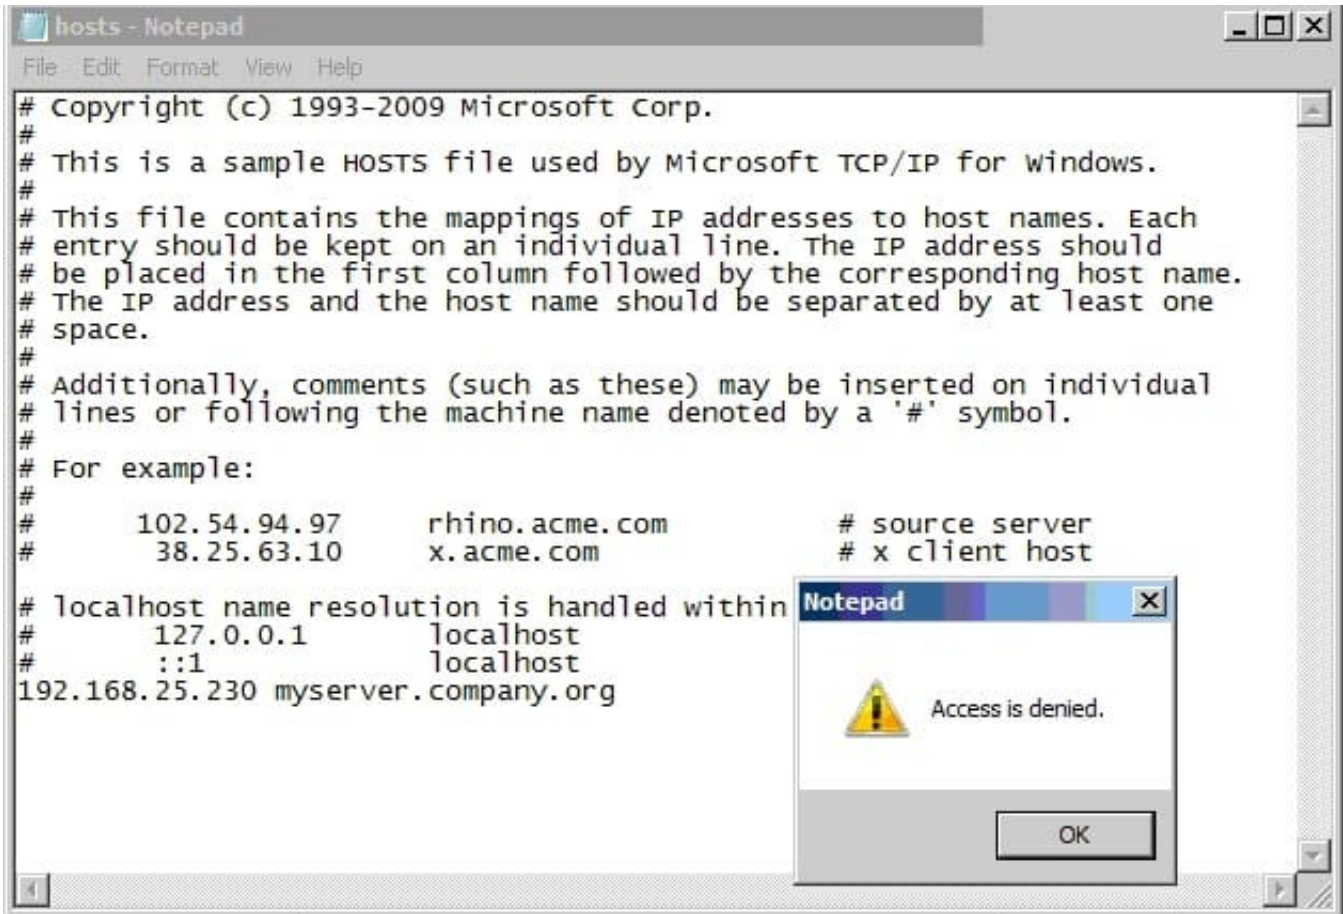 hosts - Notepad
File Edit Format View Help
# Copyright (c) 1993-2009 Microsoft Corp.
#
# This is a sample HOSTS file used by Microsoft TCP/IP for Windows.
#
# This file contains the mappings of IP addresses to host names. Each
# entry should be kept on an individual line. The IP address should
# be placed in the first column followed by the corresponding host name.
# The IP address and the host name should be separated by at least one
# space.
#
# Additionally, comments (such as these) may be inserted on individual
# lines or following the machine name denoted by a '#' symbol.
#
# For example:
#
#      102.54.94.97     rhino.acme.com          # source server
#       38.25.63.10     x.acme.com              # x client host

# localhost name resolution is handled within
#       127.0.0.1       localhost
#       ::1             localhost
192.168.25.230 myserver.company.org
Notepad
Access is denied.
OK